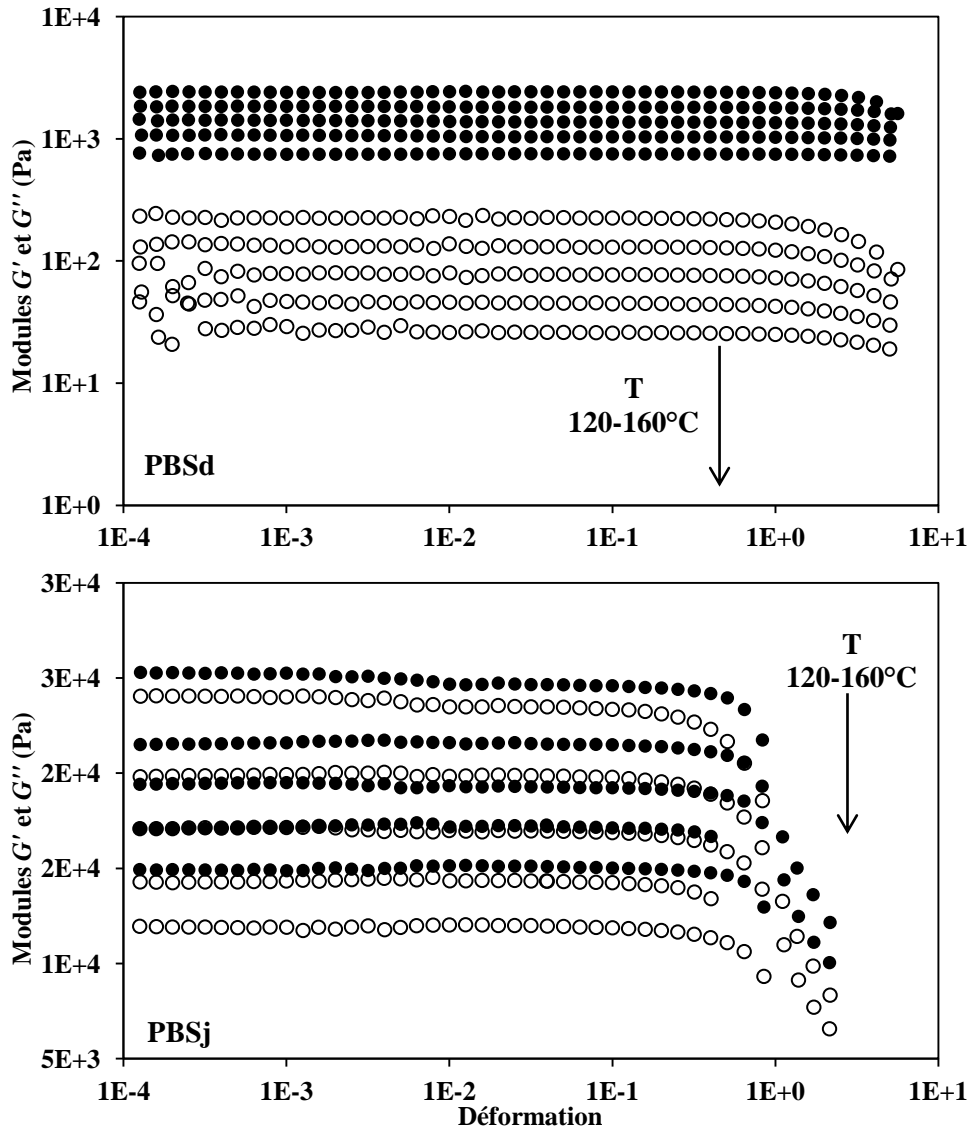 1E+4
1E+3
1E+2
1E+1
1E+0
Modules G' et G'' (Pa)
T
120-160°C
PBSd
1E-4 1E-3 1E-2 1E-1 1E+0 1E+1
3E+4
3E+4
2E+4
2E+4
1E+4
5E+3
Modules G' et G'' (Pa)
T
120-160°C
PBSj
1E-4 1E-3 1E-2 1E-1 1E+0 1E+1
Déformation